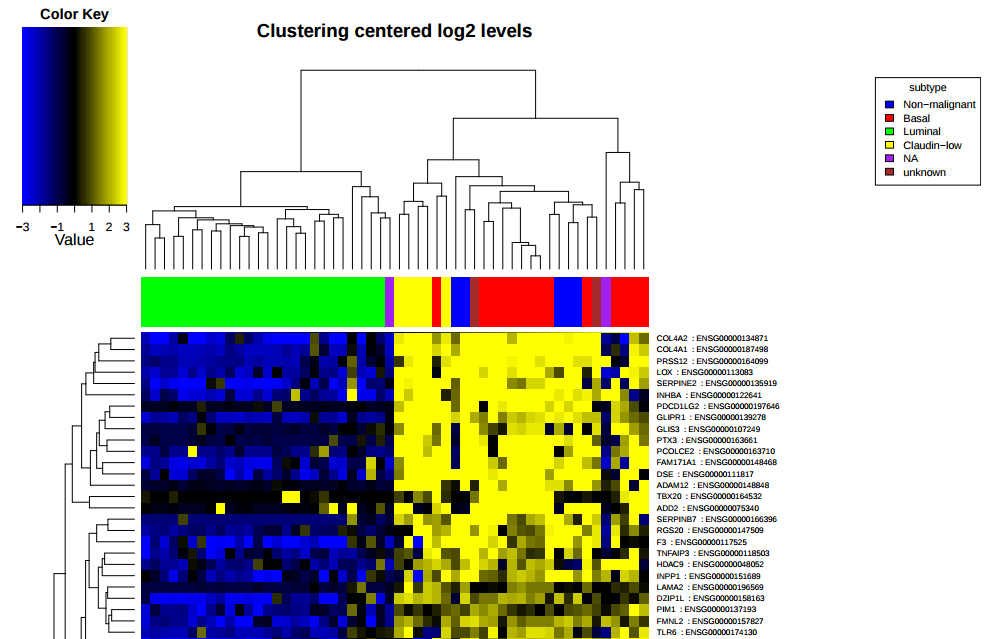 Color Key
Clustering centered log2 levels
−3 −1 1 2 3
Value
subtype
Non−malignant
Basal
Luminal
Claudin−low
NA
unknown
COL4A2 : ENSG00000134871
COL4A1 : ENSG00000187498
PRSS12 : ENSG00000164099
LOX : ENSG00000113083
SERPINE2 : ENSG00000135919
INHBA : ENSG00000122641
PDCD1LG2 : ENSG00000197646
GLIPR1 : ENSG00000139278
GLIS3 : ENSG00000107249
PTX3 : ENSG00000163661
PCOLCE2 : ENSG00000163710
FAM171A1 : ENSG00000148468
DSE : ENSG00000111817
ADAM12 : ENSG00000148848
TBX20 : ENSG00000164532
ADD2 : ENSG00000075340
SERPINB7 : ENSG00000166396
RGS20 : ENSG00000147509
F3 : ENSG00000117525
TNFAIP3 : ENSG00000118503
HDAC9 : ENSG00000048052
INPP1 : ENSG00000151689
LAMA2 : ENSG00000196569
DZIP1L : ENSG00000158163
PIM1 : ENSG00000137193
FMNL2 : ENSG00000157827
TLR6 : ENSG00000174130